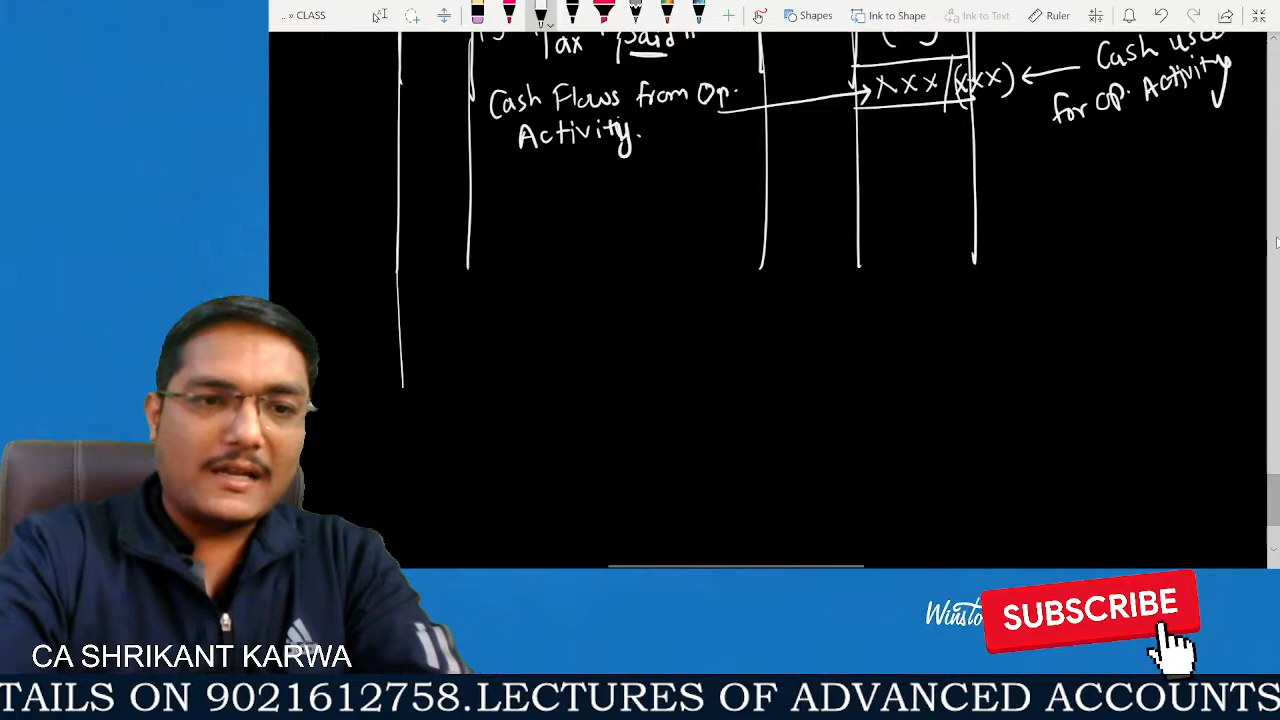 .. » CLASS
Shapes
Ink to Shape
Ink to Text
Ruler
Tax paid"
Cash Flows from Op.
Activity.
XXX/(XXX)
Cash used
for op. Activity
Winsto
SUBSCRIBE
CA SHRIKANT KARWA
TAILS ON 9021612758.LECTURES OF ADVANCED ACCOUNTS